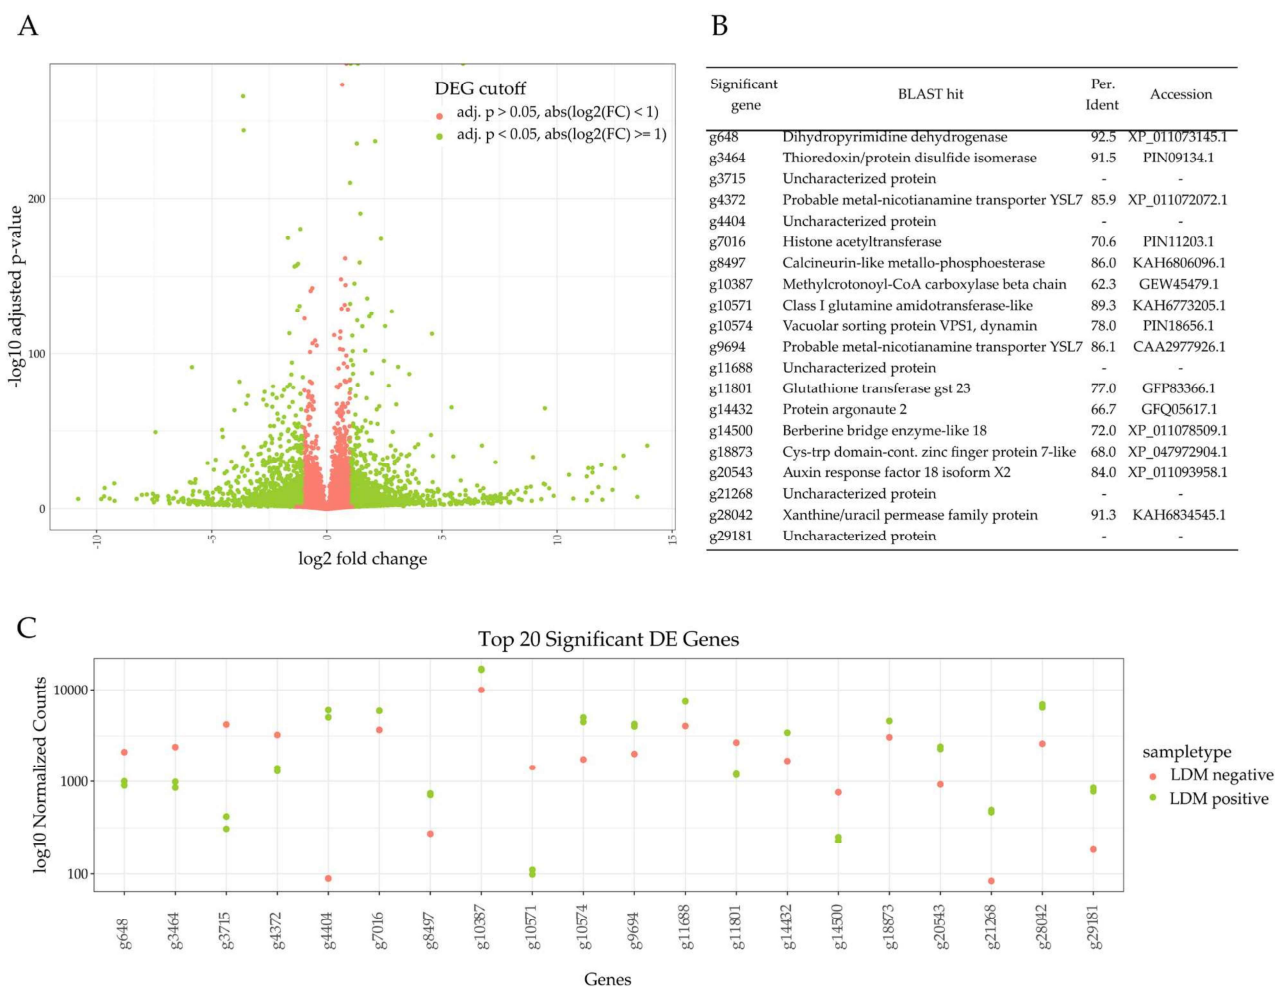 A
DEG cutoff
adj. p > 0.05, abs(log2(FC) < 1)
adj. p < 0.05, abs(log2(FC) >= 1)
-log10 adjusted p-value
200
100
0
-10
-5
0
5
10
15
log2 fold change
B
Significant gene BLAST hit Per. Ident Accession
g648 Dihydropyrimidine dehydrogenase 92.5 XP_011073145.1
g3464 Thioredoxin/protein disulfide isomerase 91.5 PIN09134.1
g3715 Uncharacterized protein - -
g4372 Probable metal-nicotianamine transporter YSL7 85.9 XP_011072072.1
g4404 Uncharacterized protein - -
g7016 Histone acetyltransferase 70.6 PIN11203.1
g8497 Calcineurin-like metallo-phosphoesterase 86.0 KAH6806096.1
g10387 Methylcrotonoyl-CoA carboxylase beta chain 62.3 GEW45479.1
g10571 Class I glutamine amidotransferase-like 89.3 KAH6773205.1
g10574 Vacuolar sorting protein VPS1, dynamin 78.0 PIN18656.1
g9694 Probable metal-nicotianamine transporter YSL7 86.1 CAA2977926.1
g11688 Uncharacterized protein - -
g11801 Glutathione transferase gst 23 77.0 GFP83366.1
g14432 Protein argonaute 2 66.7 GFQ05617.1
g14500 Berberine bridge enzyme-like 18 72.0 XP_011078509.1
g18873 Cys-trp domain-cont. zinc finger protein 7-like 68.0 XP_047972904.1
g20543 Auxin response factor 18 isoform X2 84.0 XP_011093958.1
g21268 Uncharacterized protein - -
g28042 Xanthine/uracil permease family protein 91.3 KAH6834545.1
g29181 Uncharacterized protein - -
C
Top 20 Significant DE Genes
log10 Normalized Counts
10000
1000
100
g648
g3464
g3715
g4372
g4404
g7016
g8497
g10387
g10571
g10574
g9694
g11688
g11801
g14432
g14500
g18873
g20543
g21268
g28042
g29181
Genes
sampletype
LDM negative
LDM positive